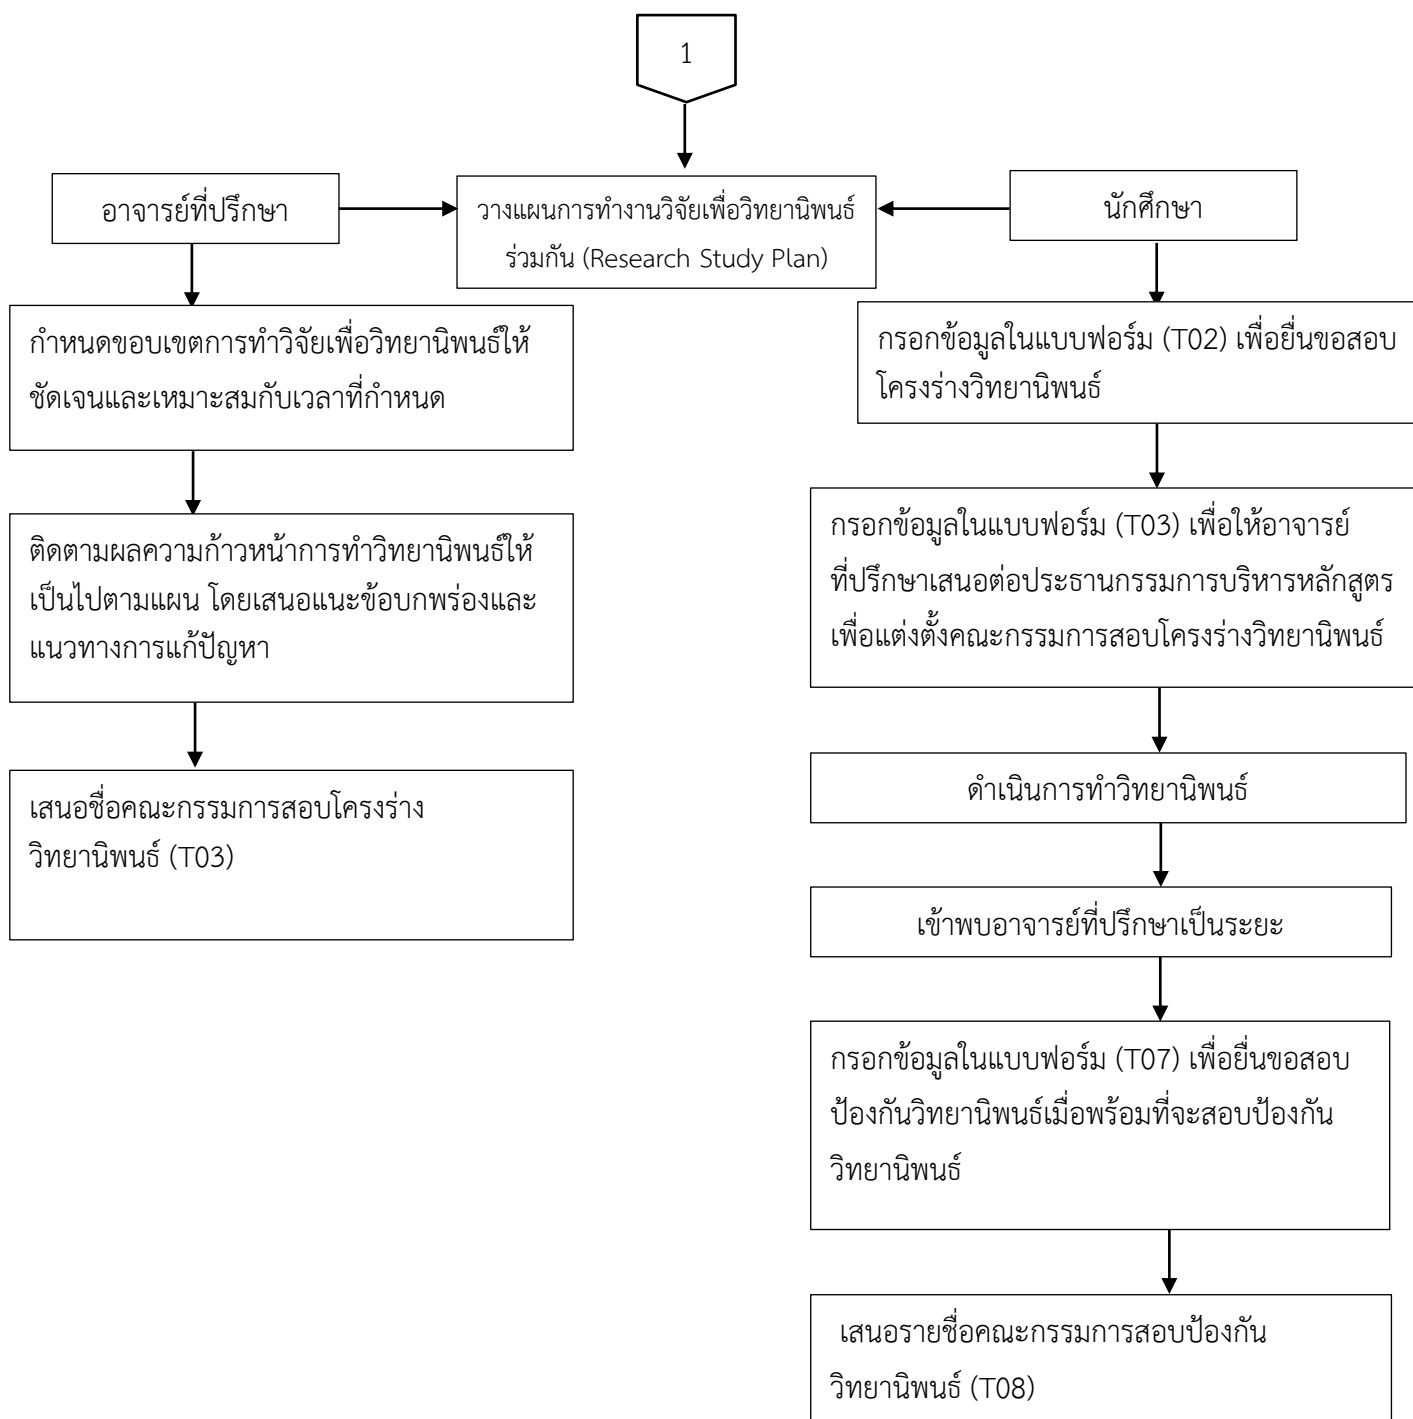 1
อาจารย์ที่ปรึกษา
วางแผนการทำงานวิจัยเพื่อวิทยานิพนธ์
ร่วมกัน (Research Study Plan)
นักศึกษา
กำหนดขอบเขตการทำวิจัยเพื่อวิทยานิพนธ์ให้
ชัดเจนและเหมาะสมกับเวลาที่กำหนด
ติดตามผลความก้าวหน้าการทำวิทยานิพนธ์ให้
เป็นไปตามแผน โดยเสนอแนะข้อบกพร่องและ
แนวทางการแก้ปัญหา
เสนอชื่อคณะกรรมการสอบโครงร่าง
วิทยานิพนธ์ (T03)
กรอกข้อมูลในแบบฟอร์ม (T02) เพื่อยื่นขอสอบ
โครงร่างวิทยานิพนธ์
กรอกข้อมูลในแบบฟอร์ม (T03) เพื่อให้อาจารย์
ที่ปรึกษาเสนอต่อประธานกรรมการบริหารหลักสูตร
เพื่อแต่งตั้งคณะกรรมการสอบโครงร่างวิทยานิพนธ์
ดำเนินการทำวิทยานิพนธ์
เข้าพบอาจารย์ที่ปรึกษาเป็นระยะ
กรอกข้อมูลในแบบฟอร์ม (T07) เพื่อยื่นขอสอบ
ป้องกันวิทยานิพนธ์เมื่อพร้อมที่จะสอบป้องกัน
วิทยานิพนธ์
เสนอรายชื่อคณะกรรมการสอบป้องกัน
วิทยานิพนธ์ (T08)